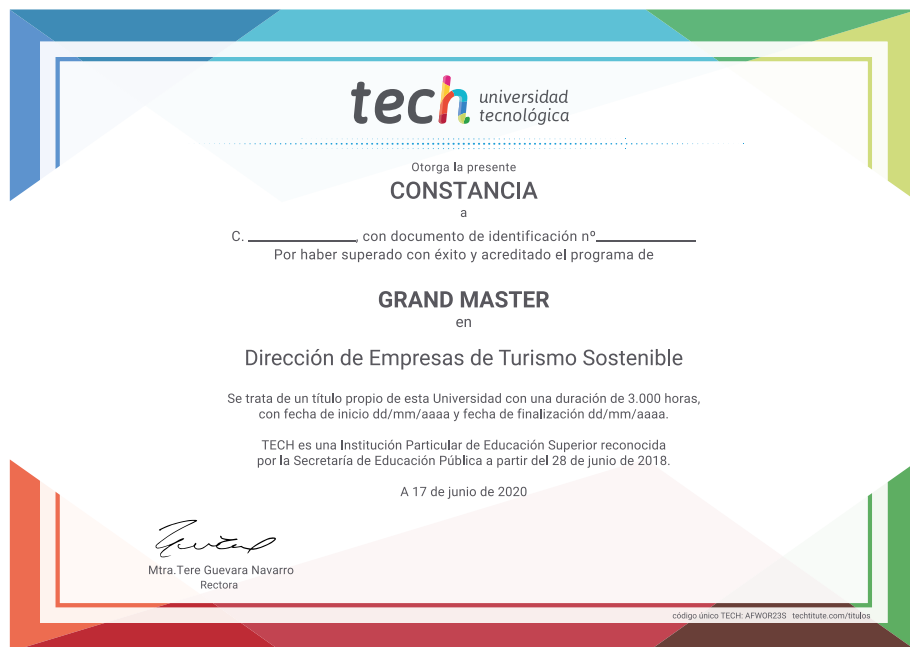 tech universidad
tecnológica
Otorga la presente
CONSTANCIA
a
C. ______________, con documento de identificación nº______________
Por haber superado con éxito y acreditado el programa de
GRAND MASTER
en
Dirección de Empresas de Turismo Sostenible
Se trata de un título propio de esta Universidad con una duración de 3.000 horas,
con fecha de inicio dd/mm/aaaa y fecha de finalización dd/mm/aaaa.
TECH es una Institución Particular de Educación Superior reconocida
por la Secretaría de Educación Pública a partir del 28 de junio de 2018.
A 17 de junio de 2020
Mtra.Tere Guevara Navarro
Rectora
código único TECH: AFWOR23S techtitute.com/titulos